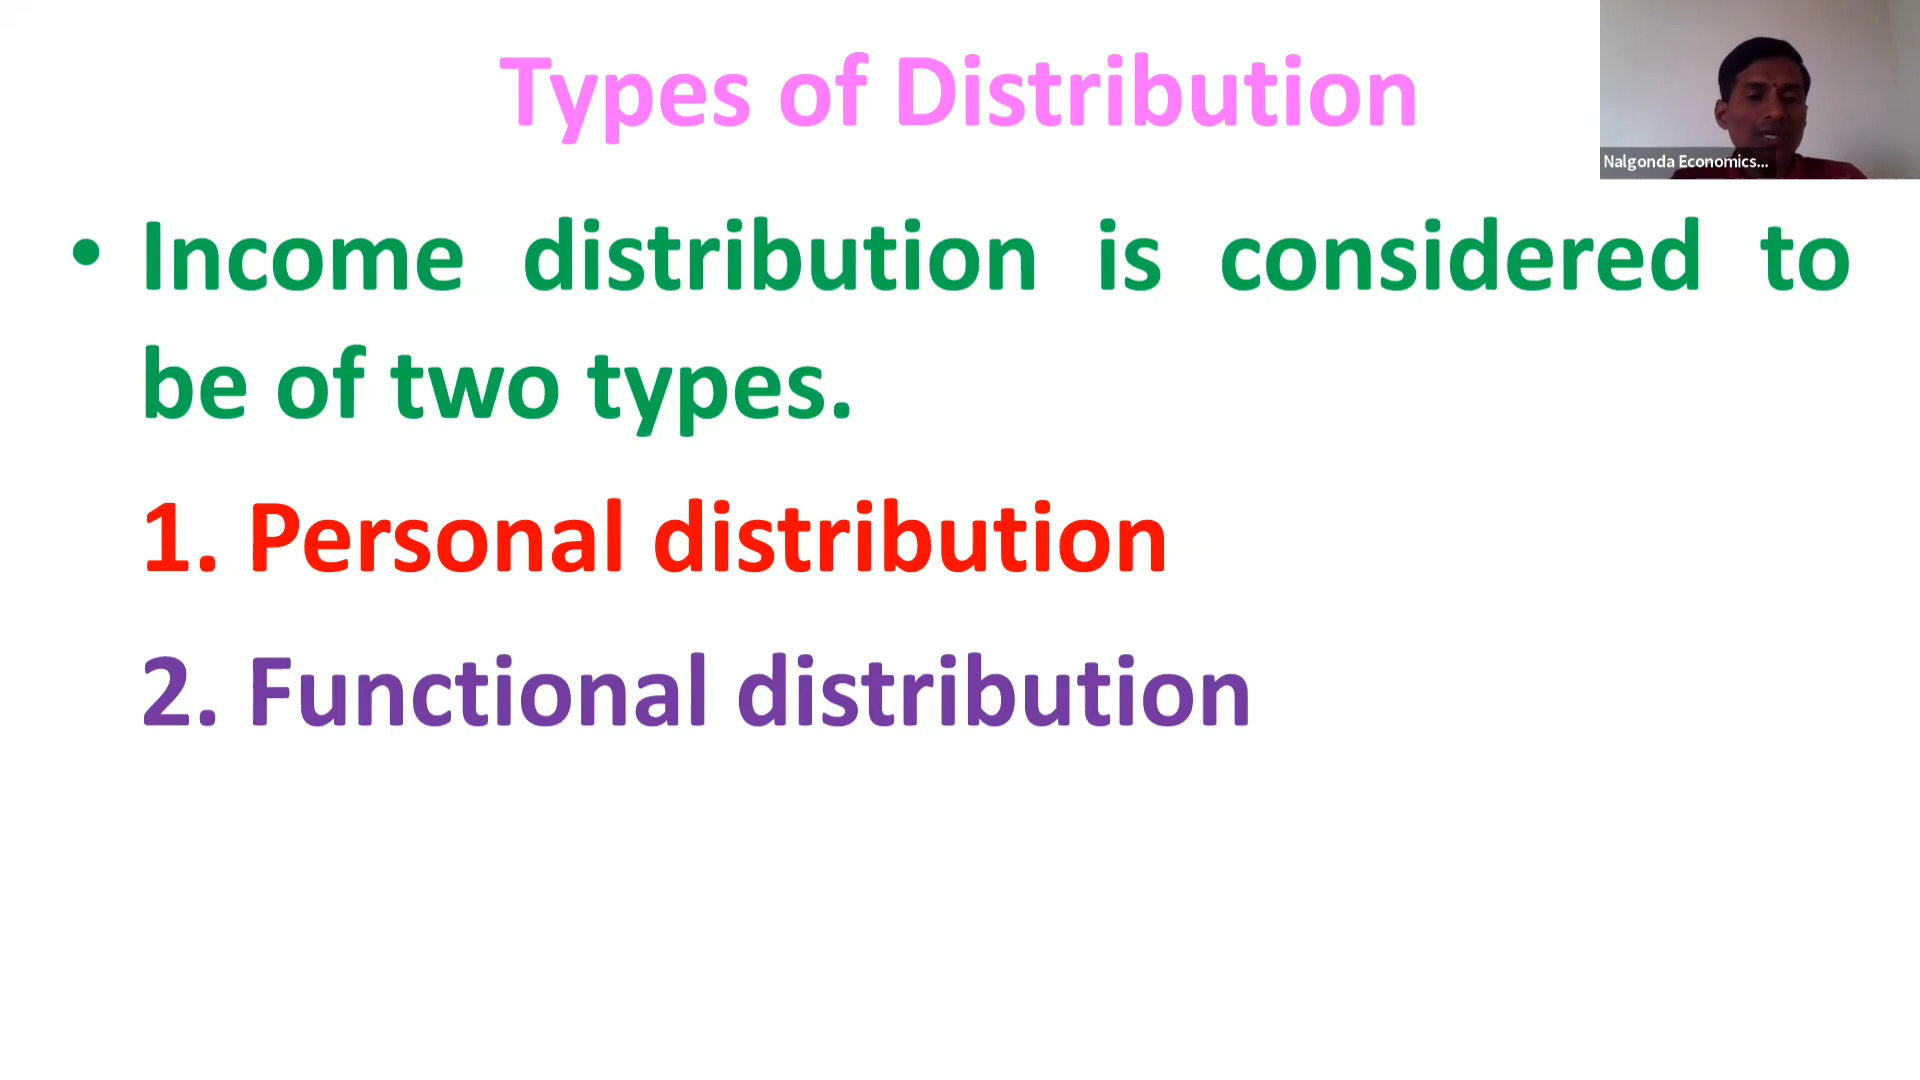 Types of Distribution
Nalgonda Economics...
• Income distribution is considered to
be of two types.
1. Personal distribution
2. Functional distribution